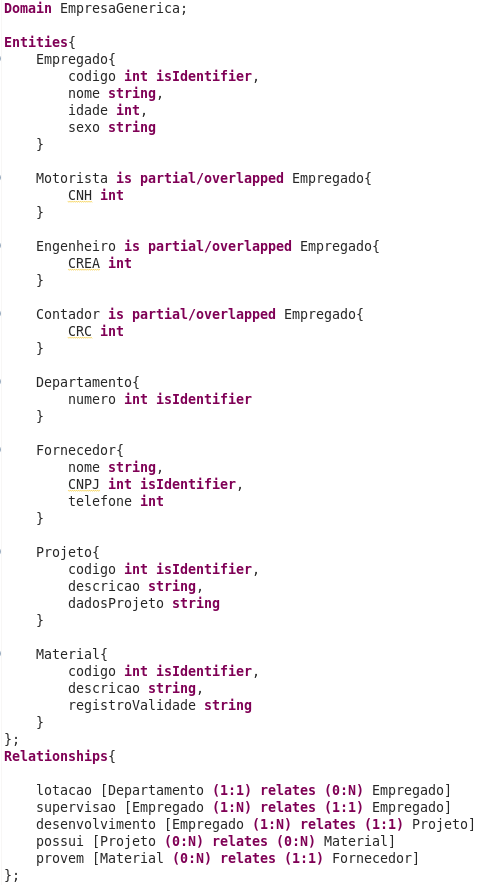 Domain EmpresaGenerica;
Entities{
Empregado{
codigo int isIdentifier,
nome string,
idade int,
sexo string
}
Motorista is partial/overlapped Empregado{
CNH int
}
Engenheiro is partial/overlapped Empregado{
CREA int
}
Contador is partial/overlapped Empregado{
CRC int
}
Departamento{
numero int isIdentifier
}
Fornecedor{
nome string,
CNPJ int isIdentifier,
telefone int
}
Projeto{
codigo int isIdentifier,
descricao string,
dadosProjeto string
}
Material{
codigo int isIdentifier,
descricao string,
registroValidade string
}
};
Relationships{
lotacao [Departamento (1:1) relates (0:N) Empregado]
supervisao [Empregado (1:N) relates (1:1) Empregado]
desenvolvimento [Empregado (1:N) relates (1:1) Projeto]
possui [Projeto (0:N) relates (0:N) Material]
provem [Material (0:N) relates (1:1) Fornecedor]
};